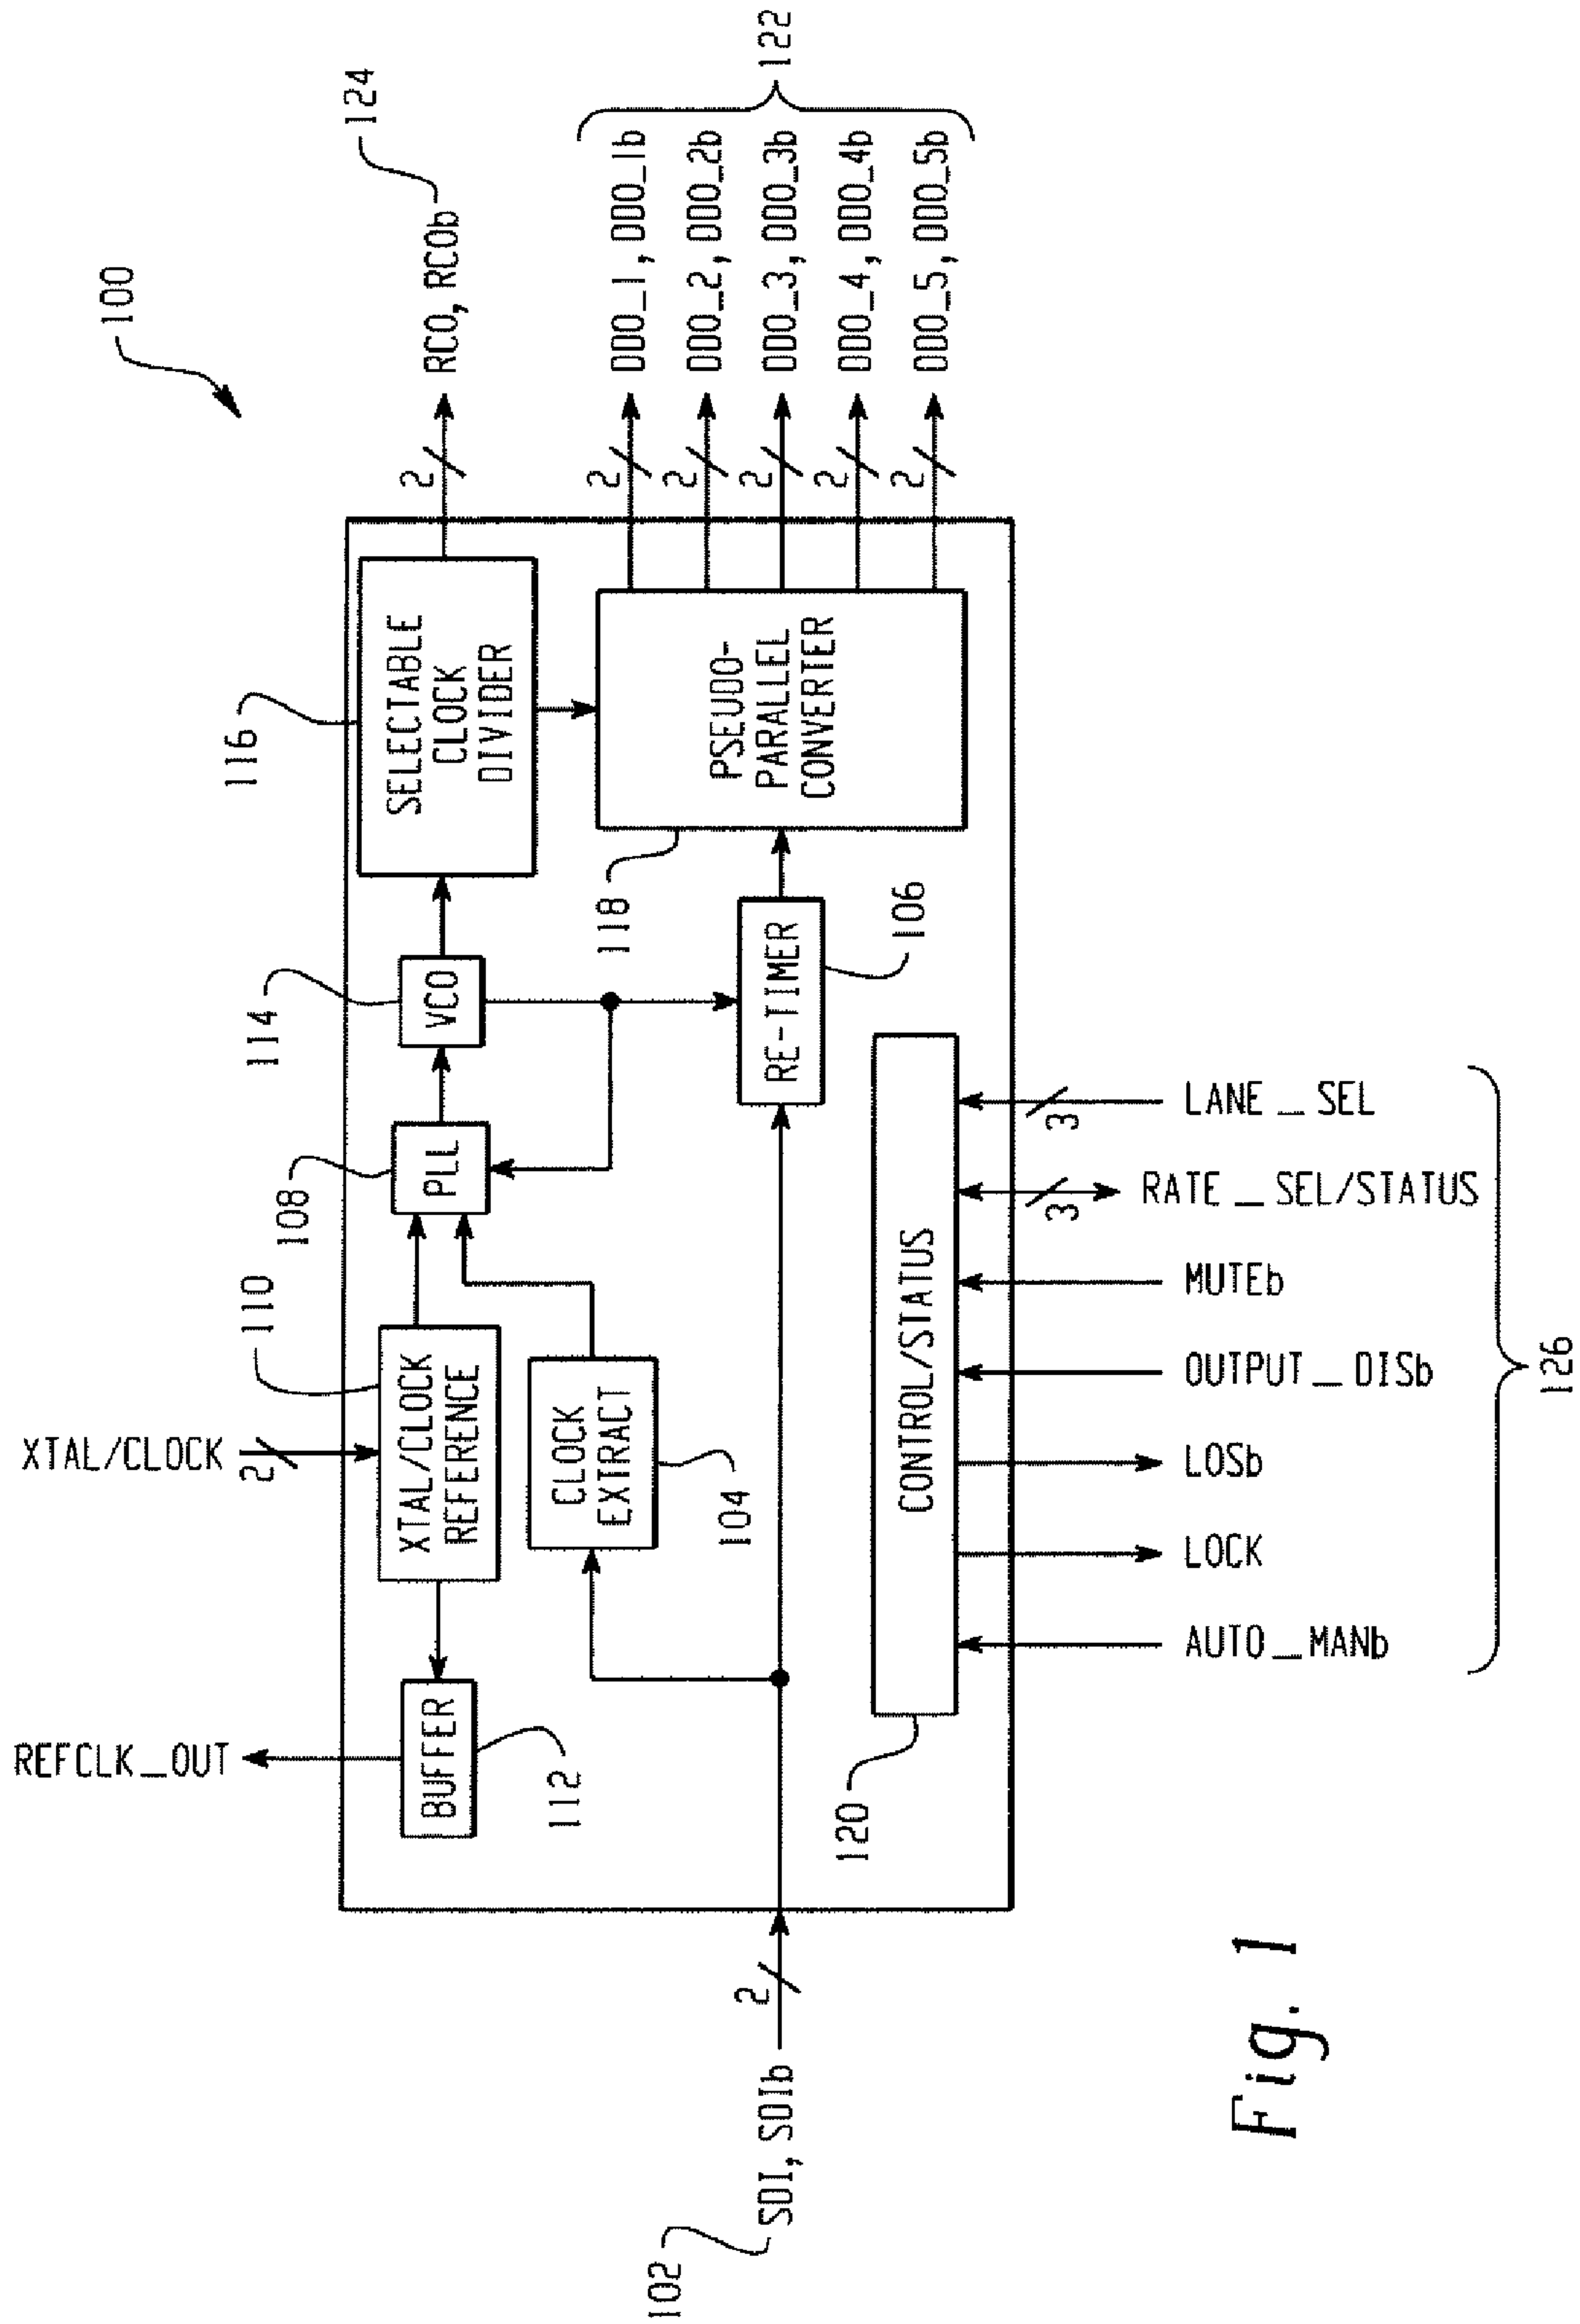 100
REFCLK_OUT
XTAL/CLOCK
2
110
108
114
116
BUFFER
112
XTAL/CLOCK
REFERENCE
PLL
VCO
SELECTABLE
CLOCK
DIVIDER
2
RCO, RCOb
124
CLOCK
EXTRACT
104
118
PSEUDO-
PARALLEL
CONVERTER
2
DDO_1, DDO_1b
2
DDO_2, DDO_2b
2
DDO_3, DDO_3b
2
DDO_4, DDO_4b
2
DDO_5, DDO_5b
122
102
SDI, SDIb
2
RE-TIMER
106
120
CONTROL/STATUS
3
3
AUTO_MANb
LOCK
LOSb
OUTPUT_DISb
MUTEb
RATE_SEL/STATUS
LANE_SEL
126
Fig. 1